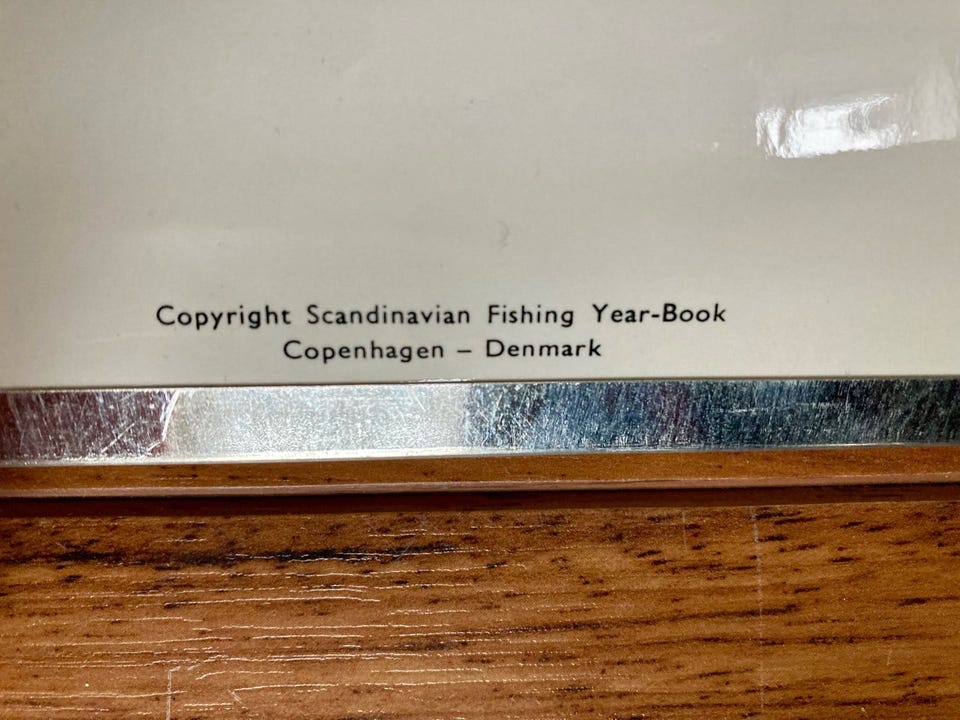 Copyright Scandinavian Fishing Year-Book
Copenhagen – Denmark